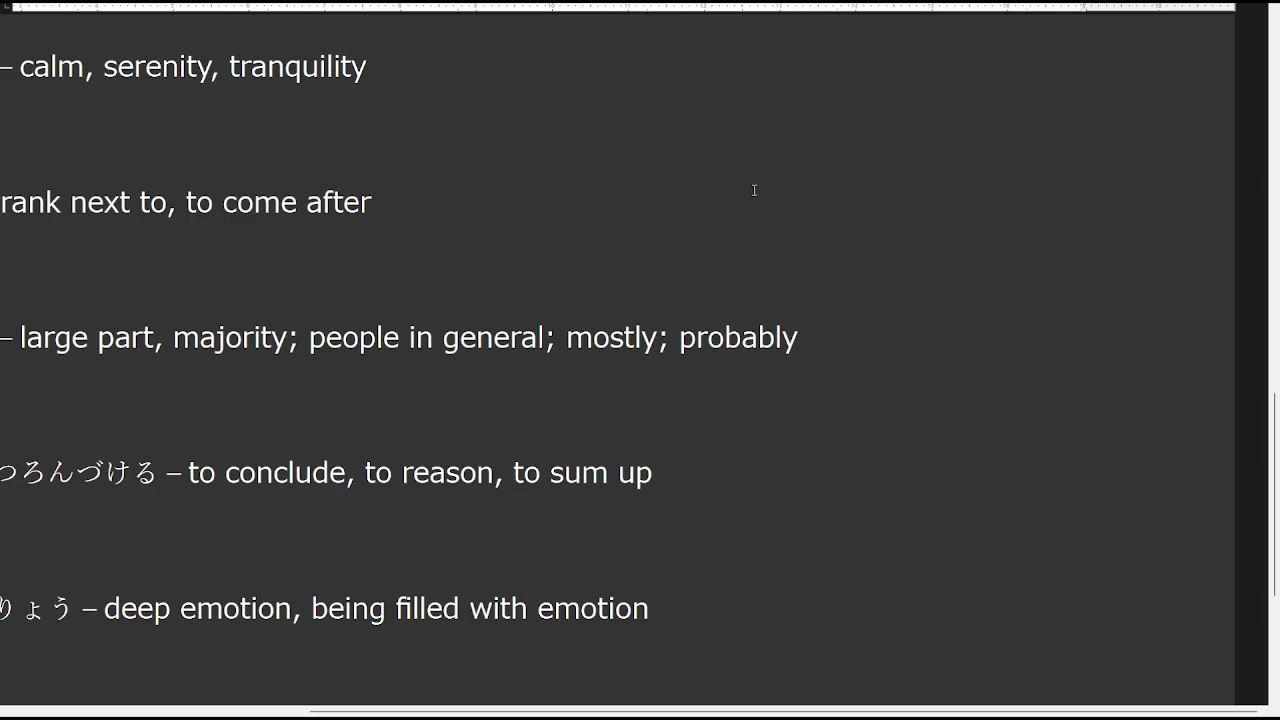 – calm, serenity, tranquility
rank next to, to come after
– large part, majority; people in general; mostly; probably
つろんづける – to conclude, to reason, to sum up
りょう – deep emotion, being filled with emotion